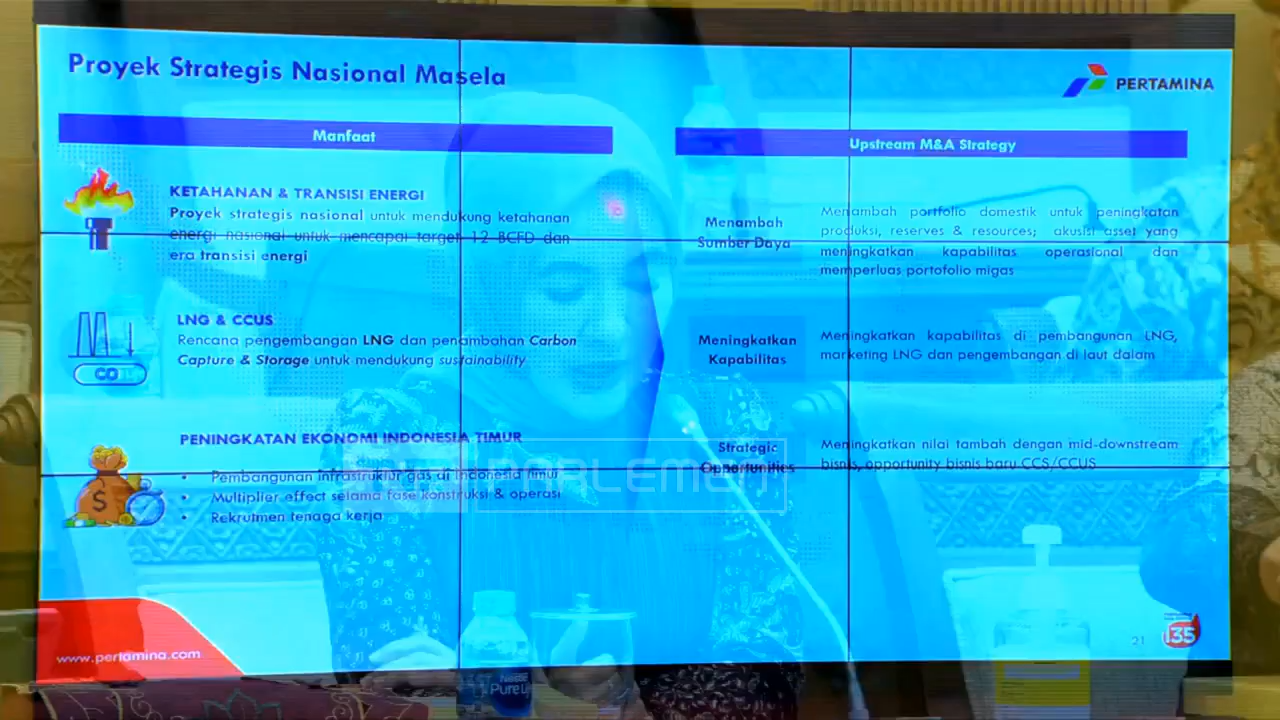 Proyek Strategis Nasional Masela
PERTAMINA
Manfaat
KETAHANAN & TRANSISI ENERGI
Proyek strategis nasional untuk mendukung ketahanan
energi nasional untuk mencapai target 12 BCFD dan
era transisi energi
LNG & CCUS
Rencana pengembangan LNG dan penambahan Carbon
Capture & Storage untuk mendukung sustainability
PENINGKATAN EKONOMI INDONESIA TIMUR
• Pembangunan infrastruktur gas di Indonesia timur
• Multiplier effect selama fase konstruksi & operasi
• Rekrutmen tenaga kerja
Upstream M&A Strategy
Menambah
Sumber Daya
Menambah portfolio domestik untuk peningkatan
produksi, reserves & resources; akusisi asset yang
meningkatkan kapabilitas operasional dan
memperluas portofolio migas
Meningkatkan
Kapabilitas
Meningkatkan kapabilitas di pembangunan LNG,
marketing LNG dan pengembangan di laut dalam
Strategic
Opportunities
Meningkatkan nilai tambah dengan mid-downstream
bisnis, opportunity bisnis baru CCS/CCUS
PARLEMEN
Nestle
Pure Li
www.pertamina.com
21
135